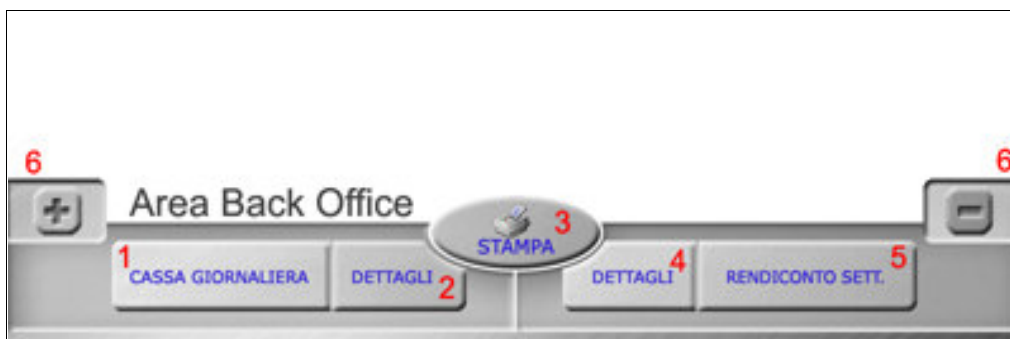 6
6
Area Back Office
STAMPA 3
1 CASSA GIORNALIERA
DETTAGLI 2
DETTAGLI 4
RENDICONTO SETT. 5